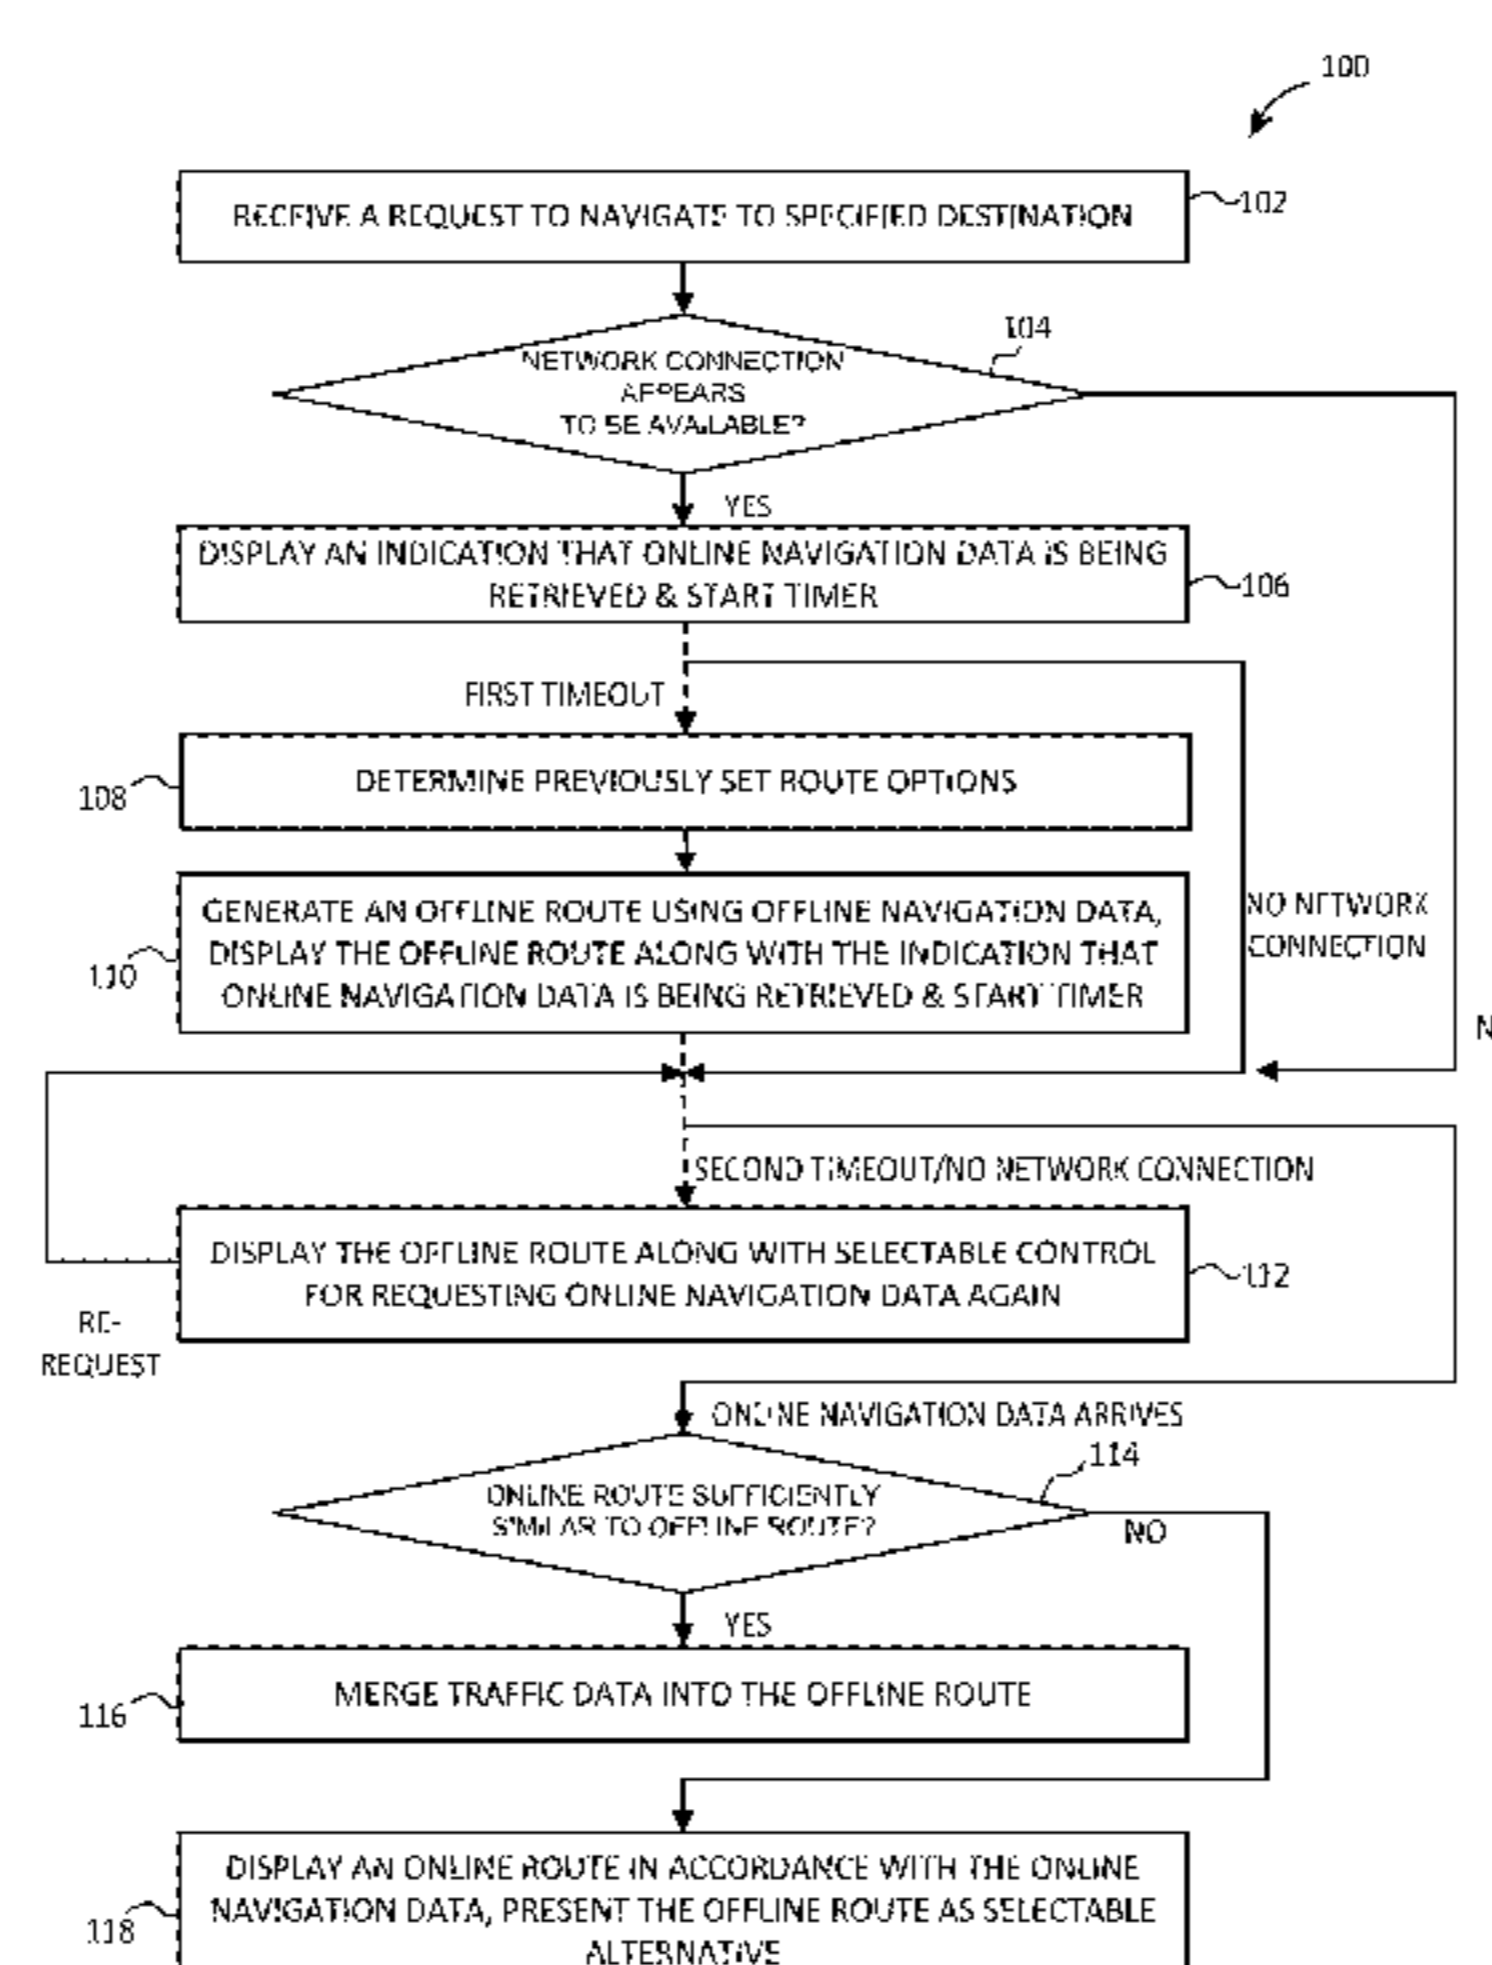 100
RECEIVE A REQUEST TO NAVIGATE TO SPECIFIED DESTINATION
102
104
NETWORK CONNECTION
APPEARS
TO BE AVAILABLE?
YES
DISPLAY AN INDICATION THAT ONLINE NAVIGATION DATA IS BEING
RETRIEVED & START TIMER
106
FIRST TIMEOUT
DETERMINE PREVIOUSLY SET ROUTE OPTIONS
108
GENERATE AN OFFLINE ROUTE USING OFFLINE NAVIGATION DATA,
DISPLAY THE OFFLINE ROUTE ALONG WITH THE INDICATION THAT
ONLINE NAVIGATION DATA IS BEING RETRIEVED & START TIMER
110
NO NETWORK
CONNECTION
N
SECOND TIMEOUT/NO NETWORK CONNECTION
DISPLAY THE OFFLINE ROUTE ALONG WITH SELECTABLE CONTROL
FOR REQUESTING ONLINE NAVIGATION DATA AGAIN
112
RE-
REQUEST
ONLINE NAVIGATION DATA ARRIVES
114
ONLINE ROUTE SUFFICIENTLY
SIMILAR TO OFFLINE ROUTE?
NO
YES
MERGE TRAFFIC DATA INTO THE OFFLINE ROUTE
116
DISPLAY AN ONLINE ROUTE IN ACCORDANCE WITH THE ONLINE
NAVIGATION DATA, PRESENT THE OFFLINE ROUTE AS SELECTABLE
ALTERNATIVE
118